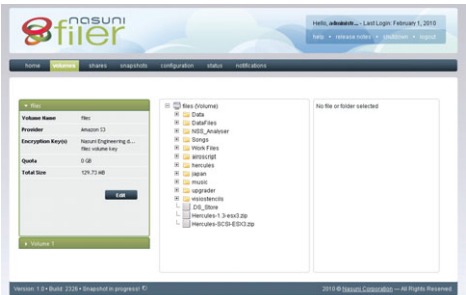 nasuni
filer
Hello, administr... - Last Login: February 1, 2010
help • release notes • shutdown • logout
home volumes shares snapshots configuration status notifications
files
Volume Name files
Provider Amazon S3
Encryption Key(s) Nasuni Engineering d...
files volume key
Quota 0 GB
Total Size 129.73 MB
Edit
Volume 1
files (Volume)
Data
DataFiles
NSS_Analyser
Songs
Work Files
airoscript
hercules
japan
music
upgrader
visiostencils
.DS_Store
Hercules-1.3-esx3.zip
Hercules-SCSI-ESXi3.zip
No file or folder selected
Version: 1.0 • Build: 2326 • Snapshot in progress!
2010 © Nasuni Corporation — All Rights Reserved.